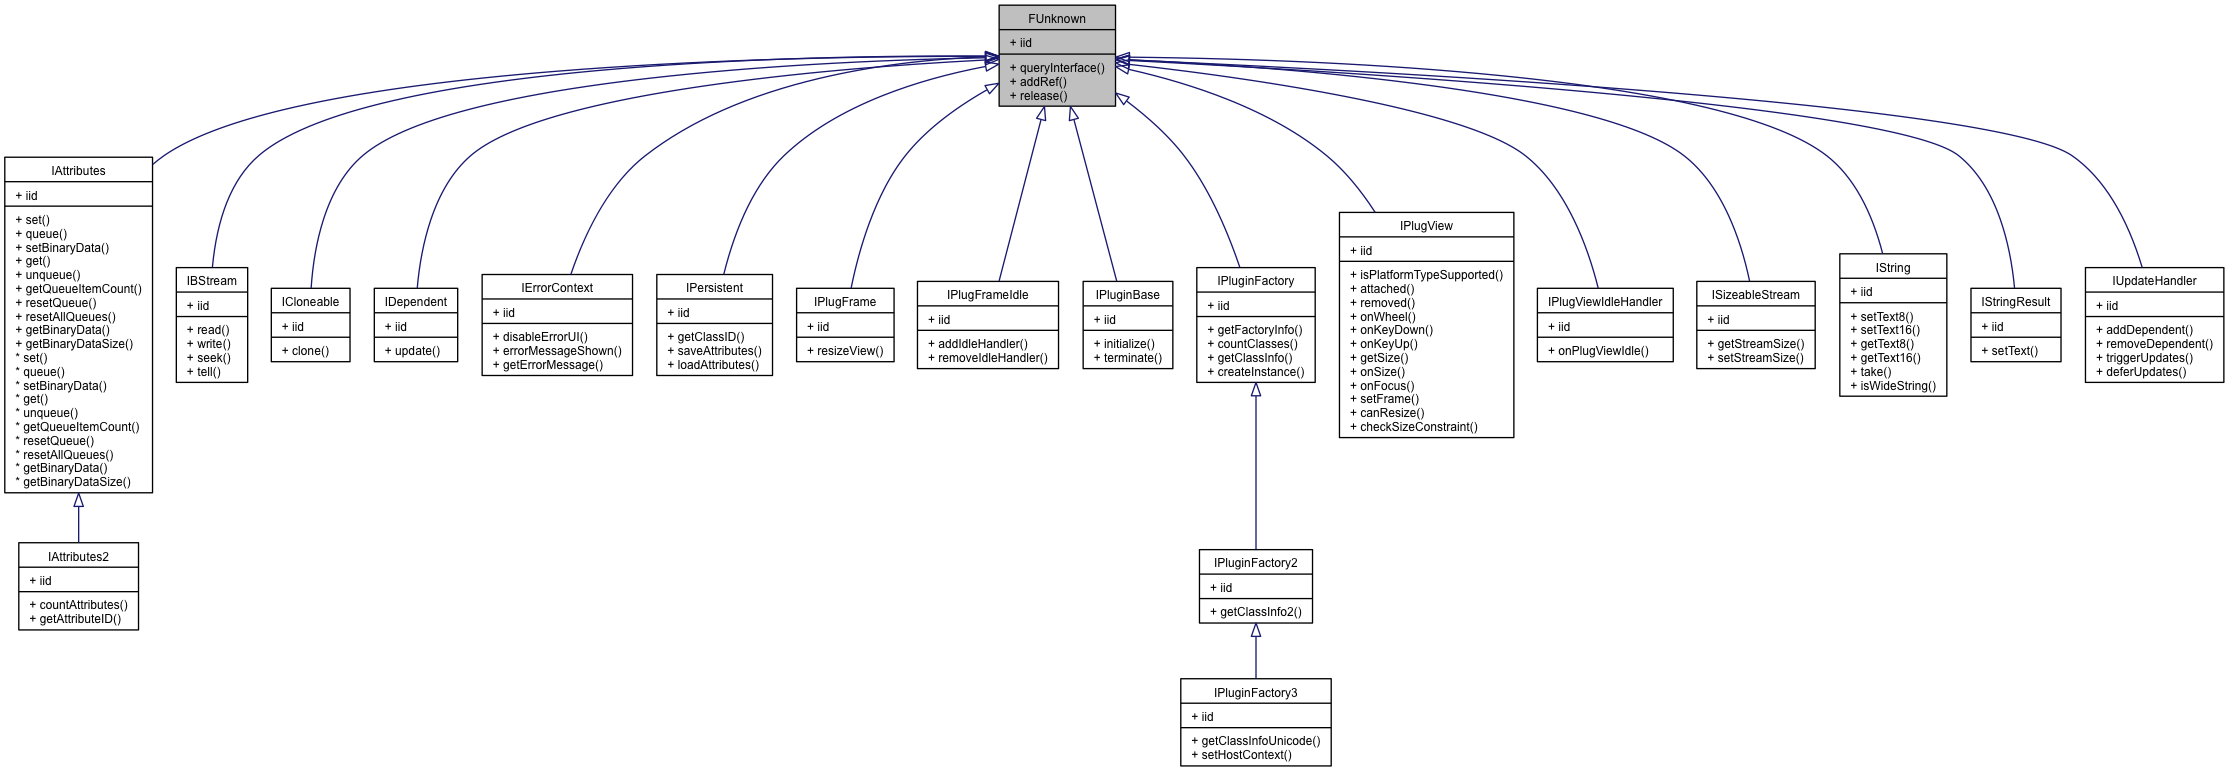 FUnknown
+ iid
+ queryInterface()
+ addRef()
+ release()
IAttributes
+ iid
+ set()
+ queue()
+ setBinaryData()
+ get()
+ unqueue()
+ getQueueItemCount()
+ resetQueue()
+ resetAllQueues()
+ getBinaryData()
+ getBinaryDataSize()
* set()
* queue()
* setBinaryData()
* get()
* unqueue()
* getQueueItemCount()
* resetQueue()
* resetAllQueues()
* getBinaryData()
* getBinaryDataSize()
IBStream
+ iid
+ read()
+ write()
+ seek()
+ tell()
ICloneable
+ iid
+ clone()
IDependent
+ iid
+ update()
IErrorContext
+ iid
+ disableErrorUI()
+ errorMessageShown()
+ getErrorMessage()
IPersistent
+ iid
+ getClassID()
+ saveAttributes()
+ loadAttributes()
IPlugFrame
+ iid
+ resizeView()
IPlugFrameIdle
+ iid
+ addIdleHandler()
+ removeIdleHandler()
IPluginBase
+ iid
+ initialize()
+ terminate()
IPluginFactory
+ iid
+ getFactoryInfo()
+ countClasses()
+ getClassInfo()
+ createInstance()
IPlugView
+ iid
+ isPlatformTypeSupported()
+ attached()
+ removed()
+ onWheel()
+ onKeyDown()
+ onKeyUp()
+ getSize()
+ onSize()
+ onFocus()
+ setFrame()
+ canResize()
+ checkSizeConstraint()
IPlugViewIdleHandler
+ iid
+ onPlugViewIdle()
ISizeableStream
+ iid
+ getStreamSize()
+ setStreamSize()
IString
+ iid
+ setText8()
+ setText16()
+ getText8()
+ getText16()
+ take()
+ isWideString()
IStringResult
+ iid
+ setText()
IUpdateHandler
+ iid
+ addDependent()
+ removeDependent()
+ triggerUpdates()
+ deferUpdates()
IAttributes2
+ iid
+ countAttributes()
+ getAttributeID()
IPluginFactory2
+ iid
+ getClassInfo2()
IPluginFactory3
+ iid
+ getClassInfoUnicode()
+ setHostContext()